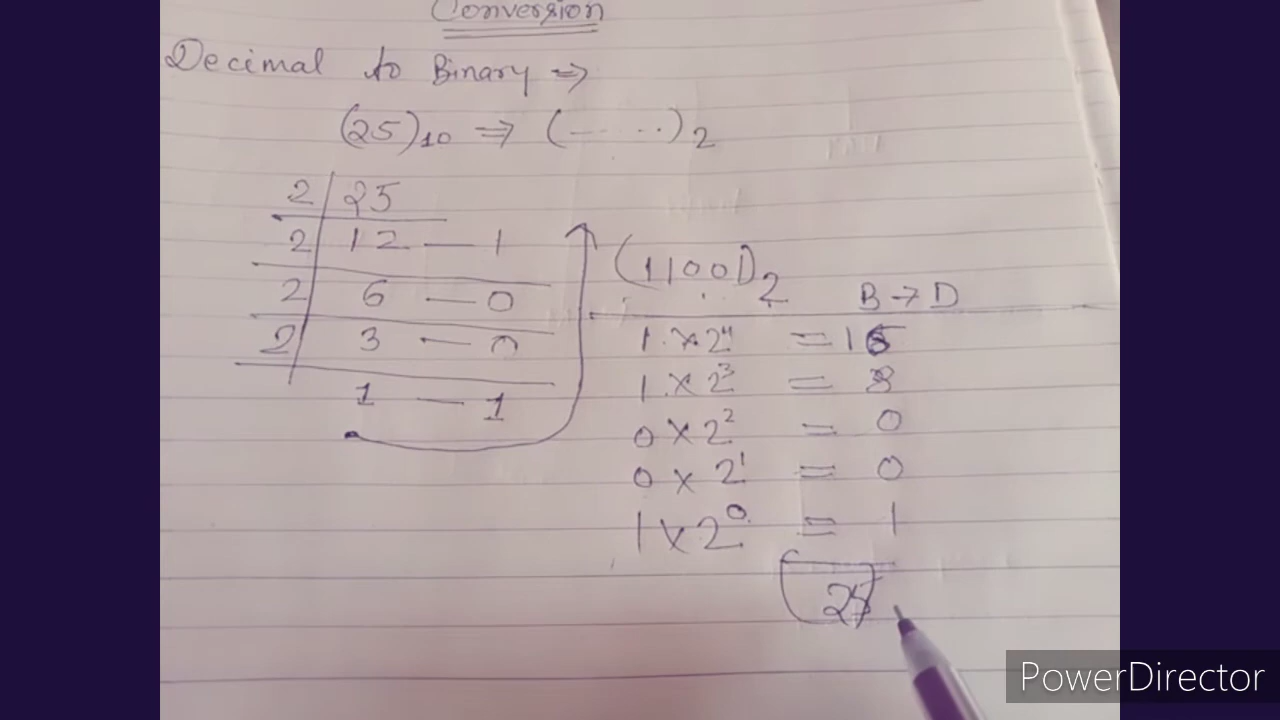 Conversion
Decimal to Binary ⇒
(25)₁₀ ⇒ (.....)₂
2 | 25
2 | 12 — 1
2 | 6 — 0
2 | 3 — 0
1 — 1
(11001)₂
B → D
1 × 2⁴ = 16
1 × 2³ = 8
0 × 2² = 0
0 × 2¹ = 0
1 × 2⁰ = 1
25
PowerDirector